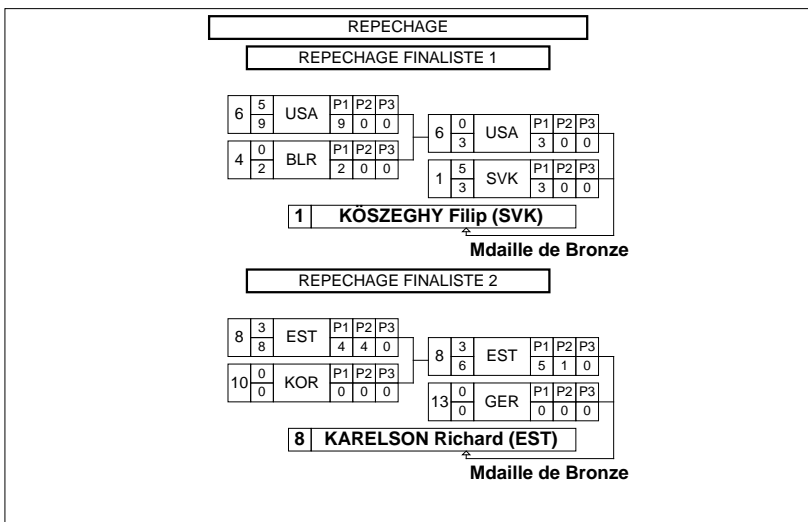 REPECHAGE
REPECHAGE FINALISTE 1
6 5 USA P1 P2 P3
9 9 0 0
4 0 BLR P1 P2 P3
2 2 0 0
6 0 USA P1 P2 P3
3 3 0 0
1 5 SVK P1 P2 P3
3 3 0 0
1 KÖSZEGHY Filip (SVK)
Mdaille de Bronze
REPECHAGE FINALISTE 2
8 3 EST P1 P2 P3
8 4 4 0
10 0 KOR P1 P2 P3
0 0 0 0
8 3 EST P1 P2 P3
6 5 1 0
13 0 GER P1 P2 P3
0 0 0 0
8 KARELSON Richard (EST)
Mdaille de Bronze